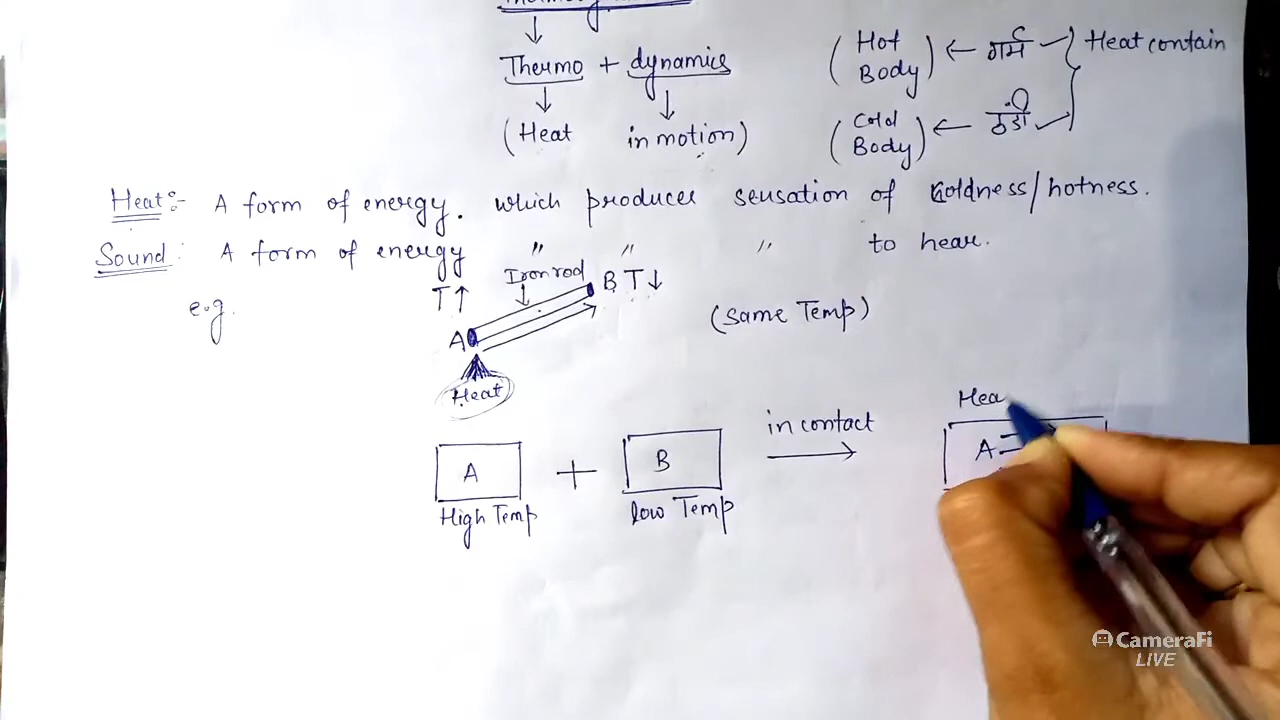 Thermo + dynamics
(Heat in motion)
(Hot Body) ← गर्म
(Cold Body) ← ठंडी
Heat contain
Heat:- A form of energy. which produces sensation of coldness/hotness.
Sound: A form of energy " " " to hear.
e.g.
T↑
Iron rod
B T↓
A
Heat
(Same Temp)
A + B
in contact
High Temp
low Temp
Hea
A
CameraFi
LIVE